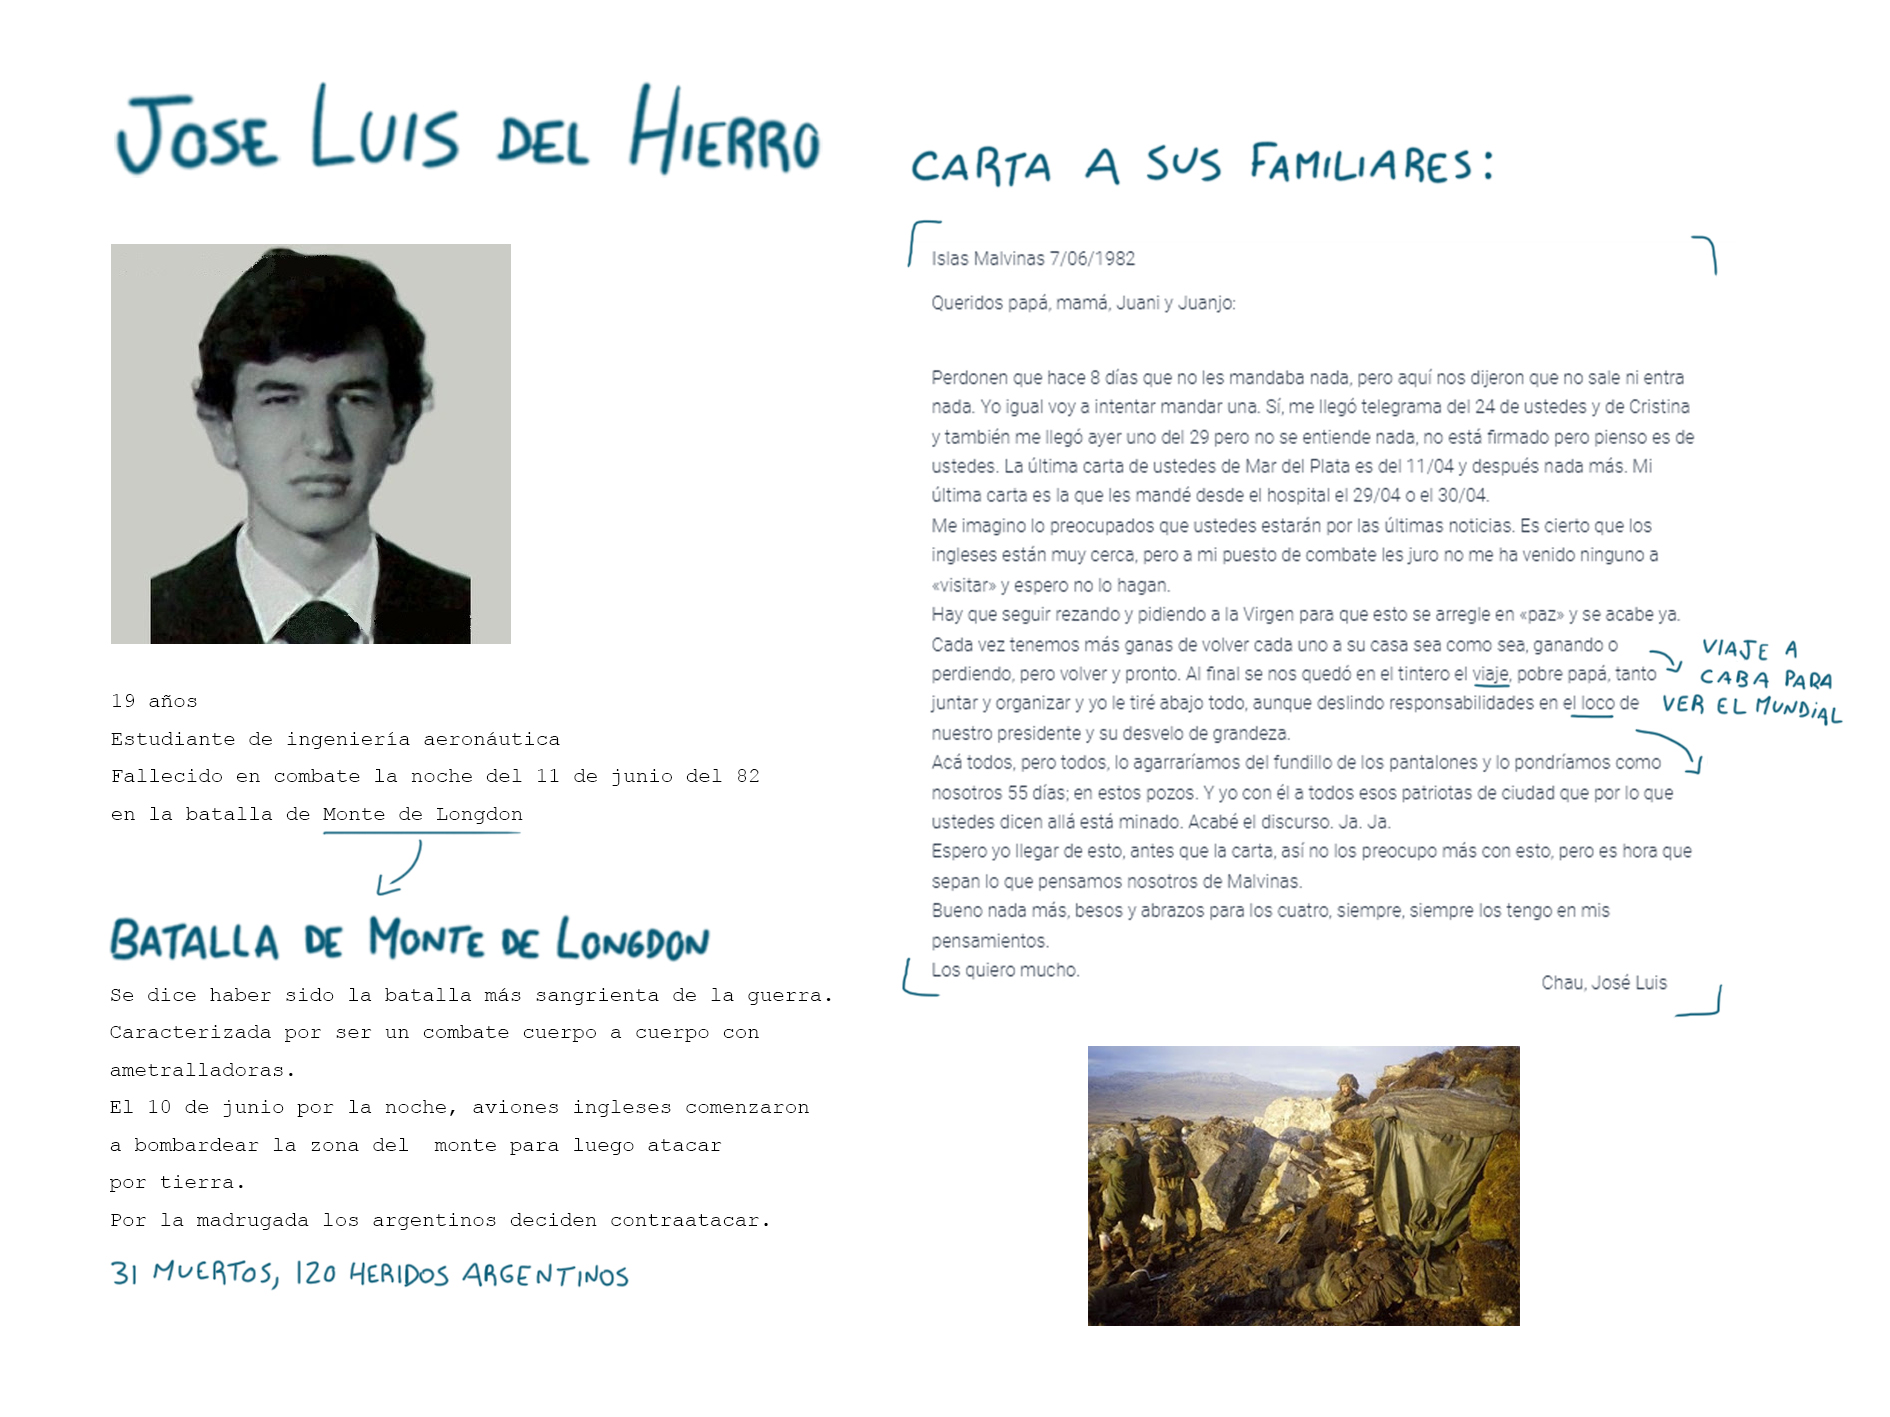 JOSE LUIS DEL HIERRO
19 años
Estudiante de ingeniería aeronáutica
Fallecido en combate la noche del 11 de junio del 82
en la batalla de Monte de Longdon
BATALLA DE MONTE DE LONGDON
Se dice haber sido la batalla más sangrienta de la guerra.
Caracterizada por ser un combate cuerpo a cuerpo con
ametralladoras.
El 10 de junio por la noche, aviones ingleses comenzaron
a bombardear la zona del monte para luego atacar
por tierra.
Por la madrugada los argentinos deciden contraatacar.
31 MUERTOS, 120 HERIDOS ARGENTINOS
CARTA A SUS FAMILIARES:
Islas Malvinas 7/06/1982
Queridos papá, mamá, Juani y Juanjo:
Perdonen que hace 8 días que no les mandaba nada, pero aquí nos dijeron que no sale ni entra
nada. Yo igual voy a intentar mandar una. Sí, me llegó telegrama del 24 de ustedes y de Cristina
y también me llegó ayer uno del 29 pero no se entiende nada, no está firmado pero pienso es de
ustedes. La última carta de ustedes de Mar del Plata es del 11/04 y después nada más. Mi
última carta es la que les mandé desde el hospital el 29/04 o el 30/04.
Me imagino lo preocupados que ustedes estarán por las últimas noticias. Es cierto que los
ingleses están muy cerca, pero a mi puesto de combate les juro no me ha venido ninguno a
«visitar» y espero no lo hagan.
Hay que seguir rezando y pidiendo a la Virgen para que esto se arregle en «paz» y se acabe ya.
Cada vez tenemos más ganas de volver cada uno a su casa sea como sea, ganando o
perdiendo, pero volver y pronto. Al final se nos quedó en el tintero el viaje, pobre papá, tanto
juntar y organizar y yo le tiré abajo todo, aunque deslindo responsabilidades en el loco de
nuestro presidente y su desvelo de grandeza.
Acá todos, pero todos, lo agarraríamos del fundillo de los pantalones y lo pondríamos como
nosotros 55 días; en estos pozos. Y yo con él a todos esos patriotas de ciudad que por lo que
ustedes dicen allá está minado. Acabé el discurso. Ja. Ja.
Espero yo llegar de esto, antes que la carta, así no los preocupo más con esto, pero es hora que
sepan lo que pensamos nosotros de Malvinas.
Bueno nada más, besos y abrazos para los cuatro, siempre, siempre los tengo en mis
pensamientos.
Los quiero mucho.
Chau, José Luis
VIAJE A
CABA PARA
VER EL MUNDIAL